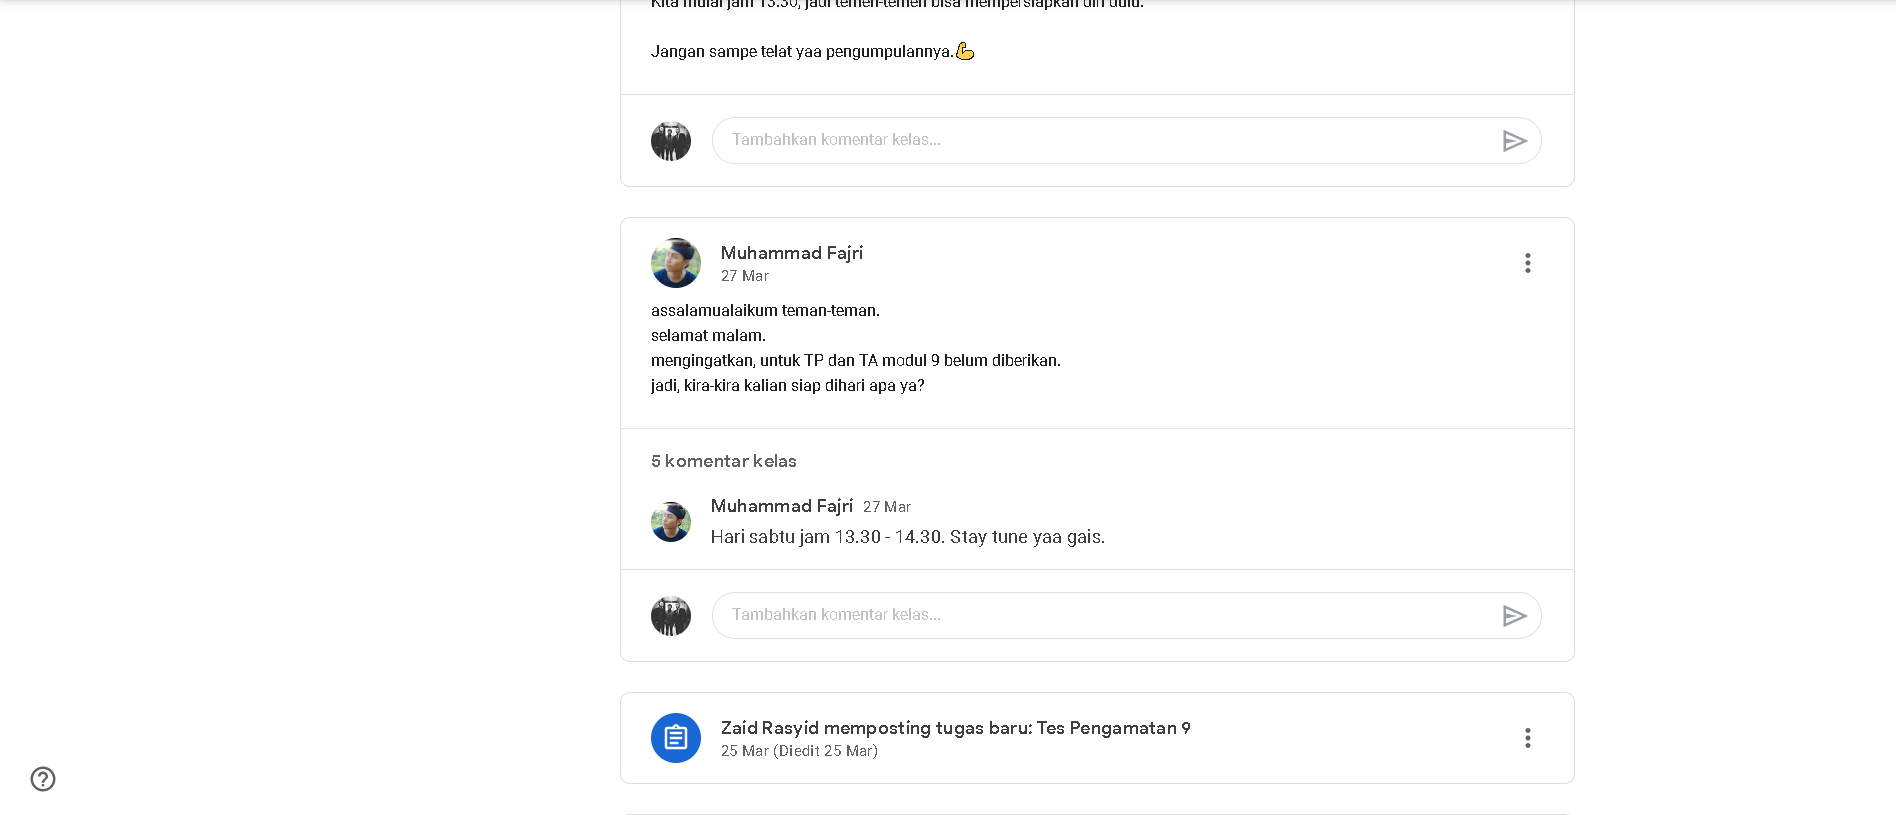 Kita mulai jam 13.30, jadi temen-temen bisa mempersiapkan diri dulu.
Jangan sampe telat yaa pengumpulannya.💪
Tambahkan komentar kelas...
Muhammad Fajri
27 Mar
assalamualaikum teman-teman.
selamat malam.
mengingatkan, untuk TP dan TA modul 9 belum diberikan.
jadi, kira-kira kalian siap dihari apa ya?
5 komentar kelas
Muhammad Fajri 27 Mar
Hari sabtu jam 13.30 - 14.30. Stay tune yaa gais.
Tambahkan komentar kelas...
Zaid Rasyid memposting tugas baru: Tes Pengamatan 9
25 Mar (Diedit 25 Mar)